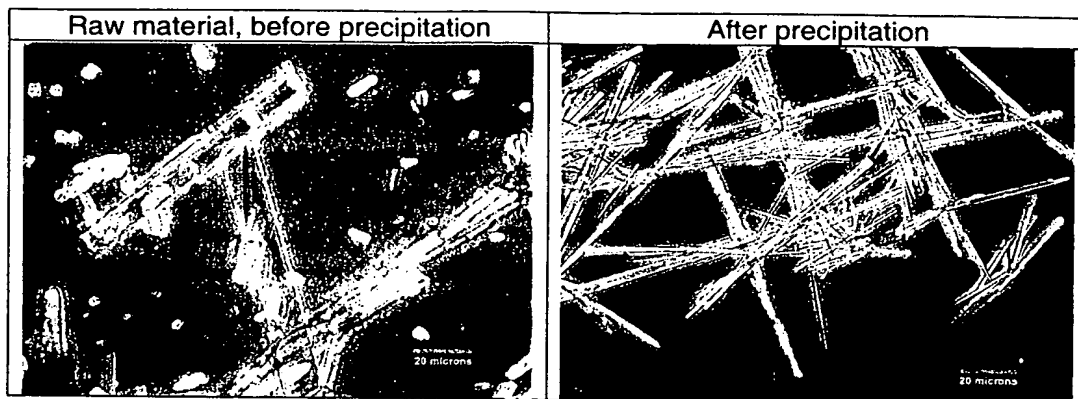 Raw material, before precipitation
After precipitation
20 microns
20 microns